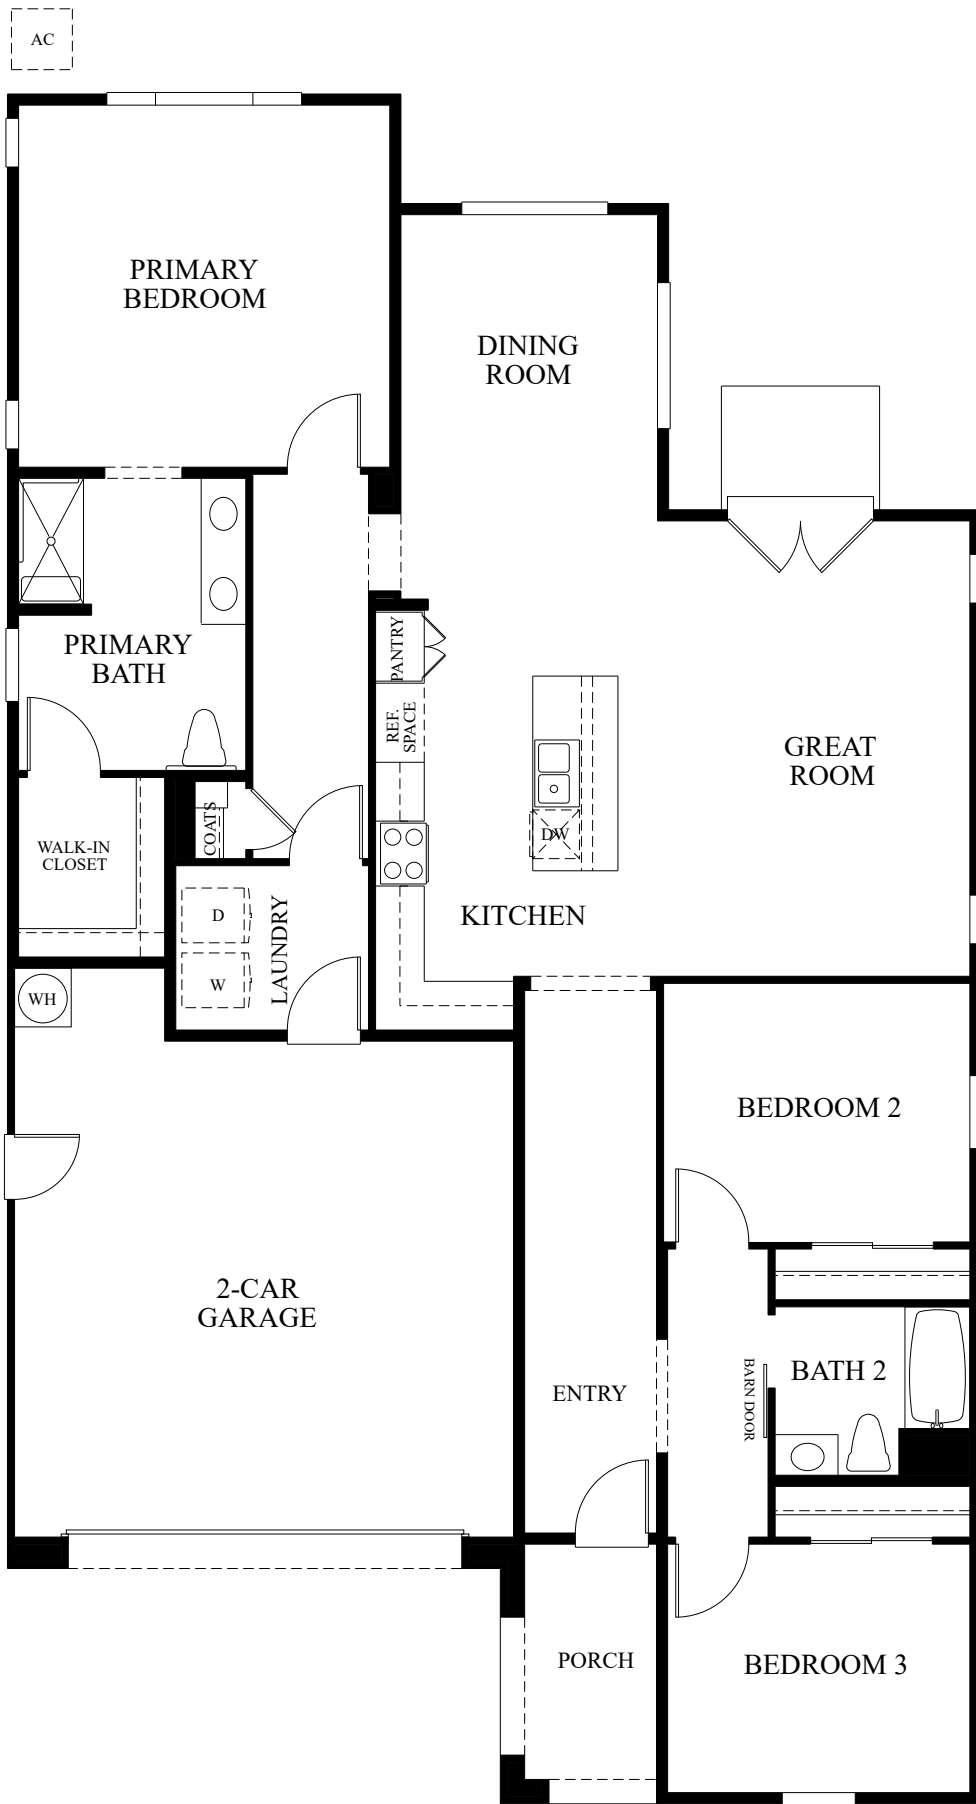 AC
PRIMARY
BEDROOM
DINING
ROOM
PRIMARY
BATH
PANTRY
REF.
SPACE
GREAT
ROOM
COATS
DW
WALK-IN
CLOSET
KITCHEN
D
LAUNDRY
W
WH
BEDROOM 2
2-CAR
GARAGE
ENTRY
BARN DOOR
BATH 2
PORCH
BEDROOM 3